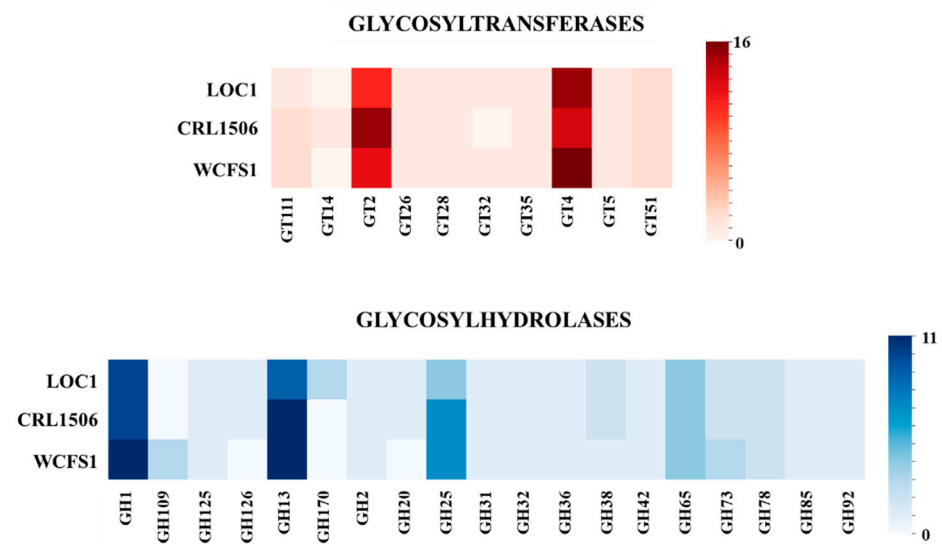 GLYCOSYLTRANSFERASES
16
LOC1
CRL1506
WCFS1
0
GT111 GT14 GT2 GT26 GT28 GT32 GT35 GT4 GT5 GT51
GLYCOSYLHYDROLASES
11
LOC1
CRL1506
WCFS1
0
GH1 GH109 GH125 GH126 GH13 GH170 GH2 GH20 GH25 GH31 GH32 GH36 GH38 GH42 GH65 GH73 GH78 GH85 GH92